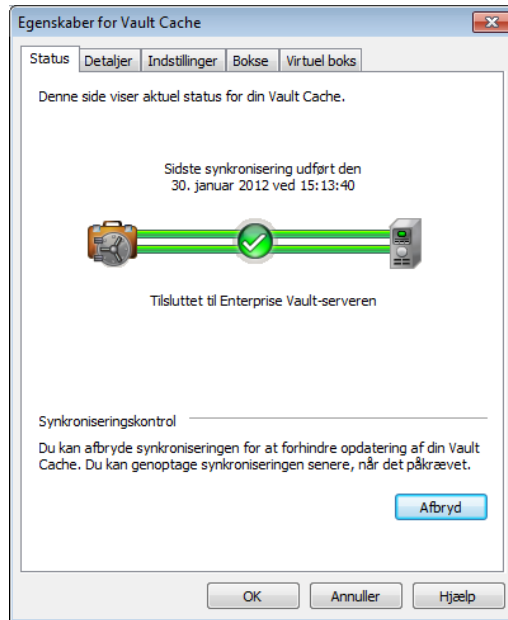 Egenskaber for Vault Cache
Status Detaljer Indstillinger Bokse Virtuel boks
Denne side viser aktuel status for din Vault Cache.
Sidste synkronisering udført den
30. januar 2012 ved 15:13:40
Tilsluttet til Enterprise Vault-serveren
Synkroniseringskontrol
Du kan afbryde synkroniseringen for at forhindre opdatering af din Vault
Cache. Du kan genoptage synkroniseringen senere, når det påkrævet.
Afbryd
OK Annuller Hjælp